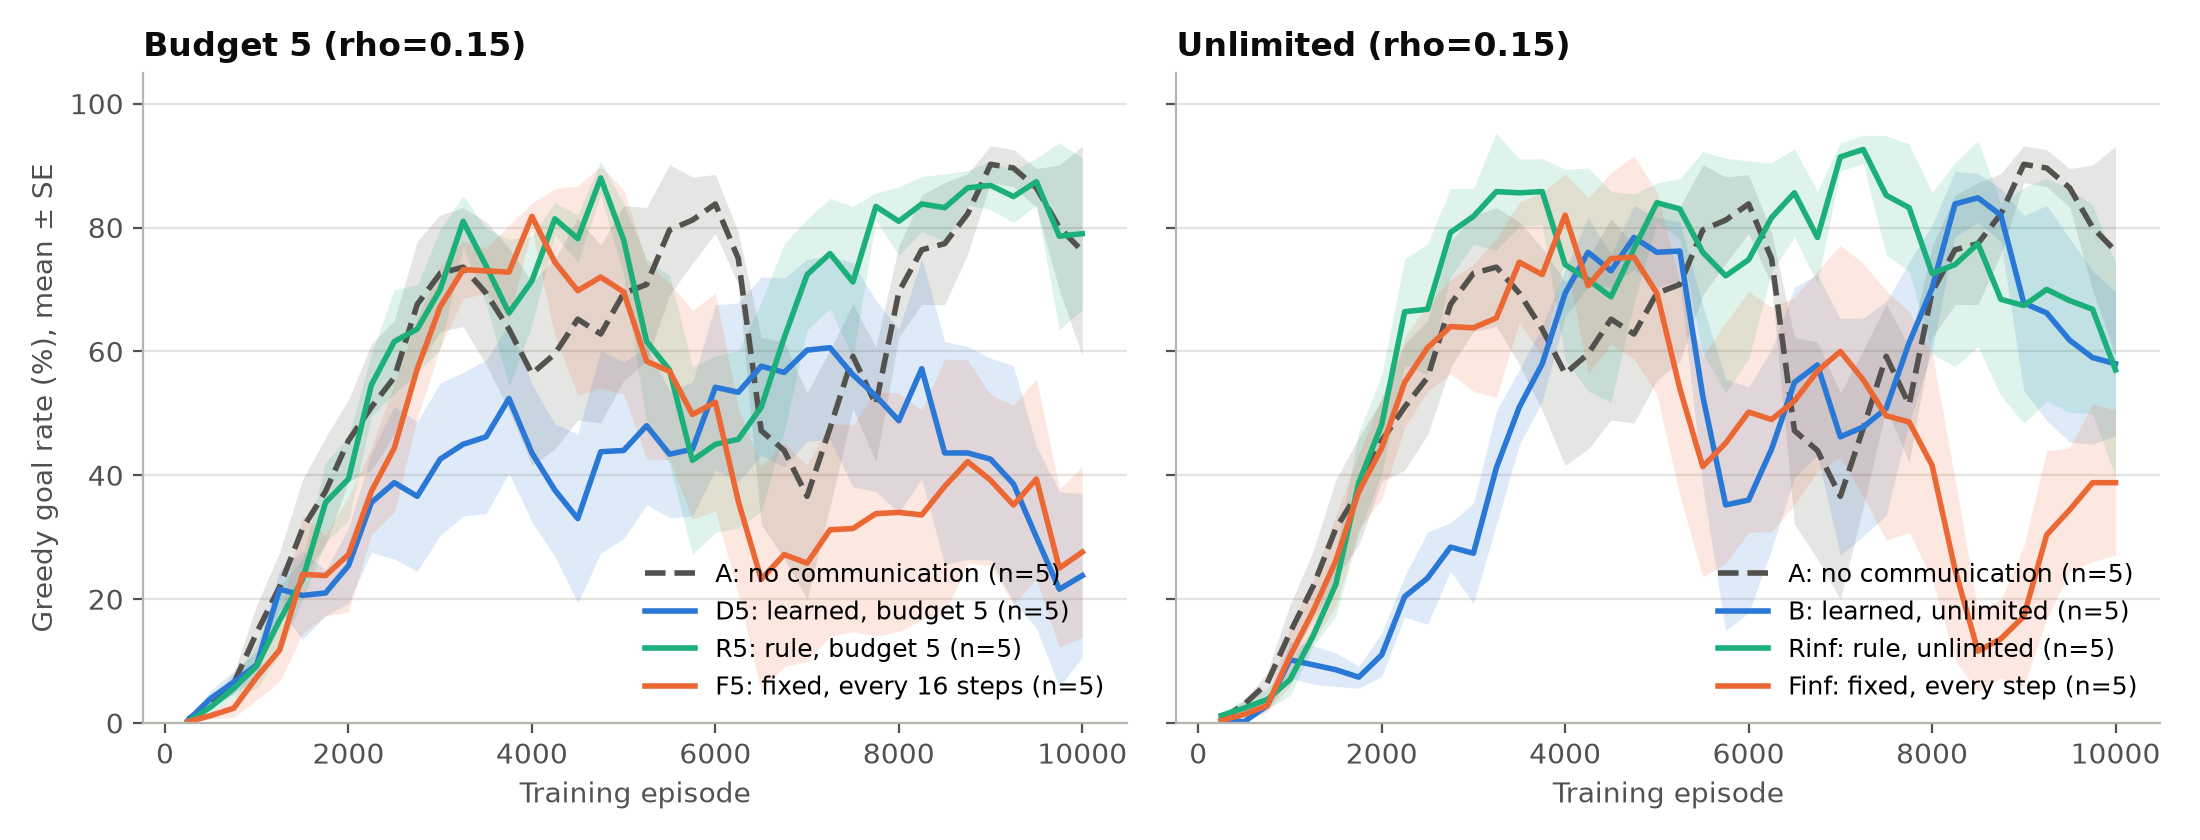 Budget 5 (rho=0.15)
Unlimited (rho=0.15)
Greedy goal rate (%), mean ± SE
100
80
60
40
20
0
A: no communication (n=5)
D5: learned, budget 5 (n=5)
R5: rule, budget 5 (n=5)
F5: fixed, every 16 steps (n=5)
A: no communication (n=5)
B: learned, unlimited (n=5)
Rinf: rule, unlimited (n=5)
Finf: fixed, every step (n=5)
0 2000 4000 6000 8000 10000
0 2000 4000 6000 8000 10000
Training episode
Training episode